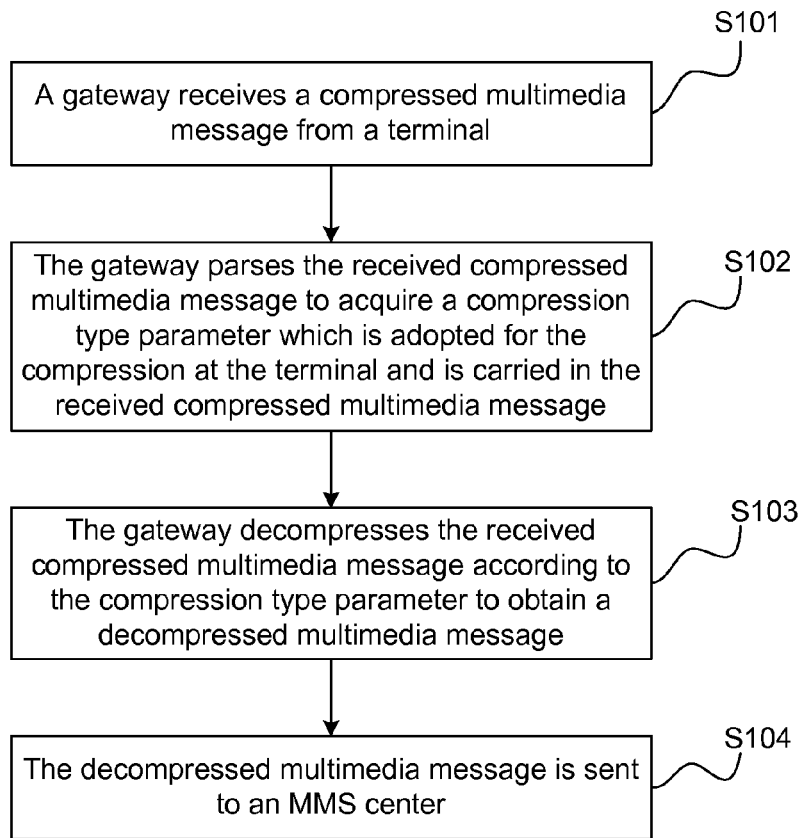 S101
A gateway receives a compressed multimedia
message from a terminal
S102
The gateway parses the received compressed
multimedia message to acquire a compression
type parameter which is adopted for the
compression at the terminal and is carried in the
received compressed multimedia message
S103
The gateway decompresses the received
compressed multimedia message according to
the compression type parameter to obtain a
decompressed multimedia message
S104
The decompressed multimedia message is sent
to an MMS center